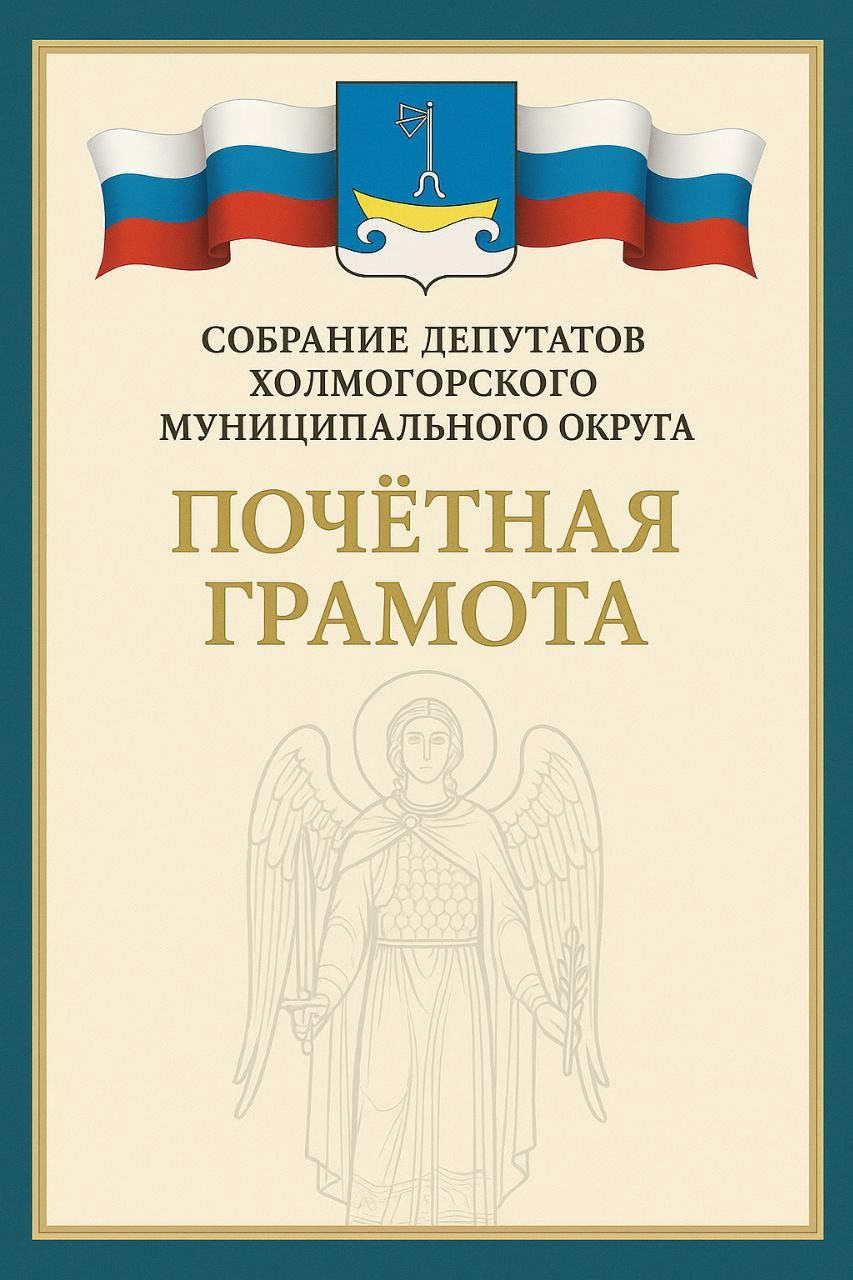 СОБРАНИЕ ДЕПУТАТОВ
ХОЛМОГОРСКОГО
МУНИЦИПАЛЬНОГО ОКРУГА
ПОЧЁТНАЯ
ГРАМОТА